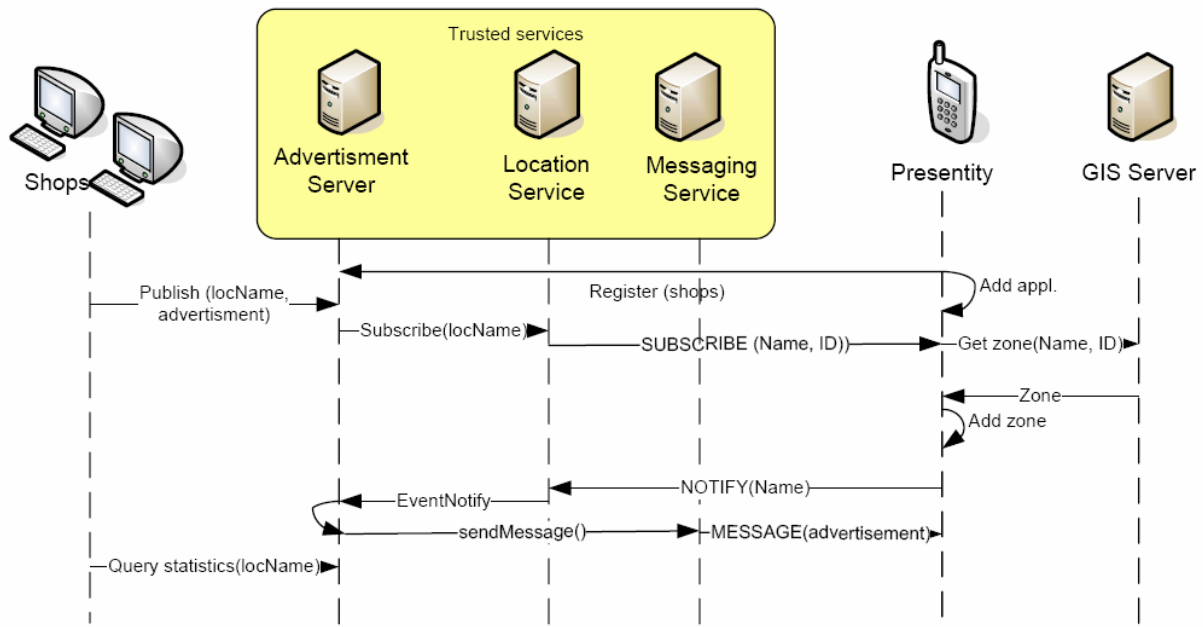 Trusted services
Shops
Advertisment
Server
Location
Service
Messaging
Service
Presentity
GIS Server
Register (shops)
Add appl.
Publish (locName,
advertisment)
Subscribe(locName)
SUBSCRIBE (Name, ID))
Get zone(Name, ID)
Zone
Add zone
NOTIFY(Name)
EventNotify
sendMessage()
MESSAGE(advertisement)
Query statistics(locName)